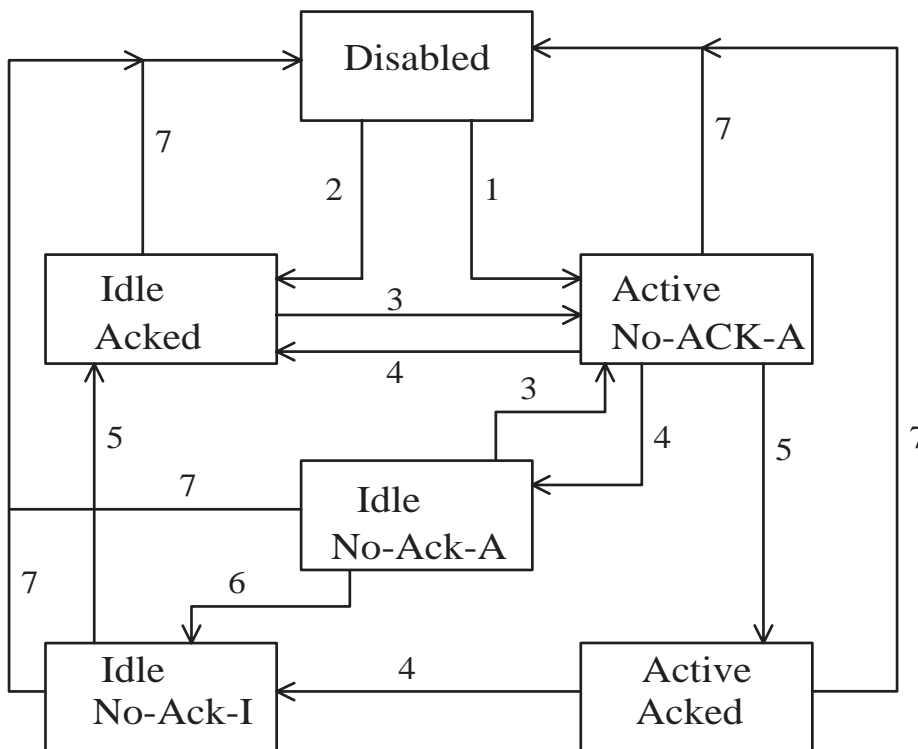 Disabled
7
2
1
7
Idle
Acked
3
4
Active
No-ACK-A
3
5
4
5
7
7
Idle
No-Ack-A
7
6
Idle
No-Ack-I
4
Active
Acked